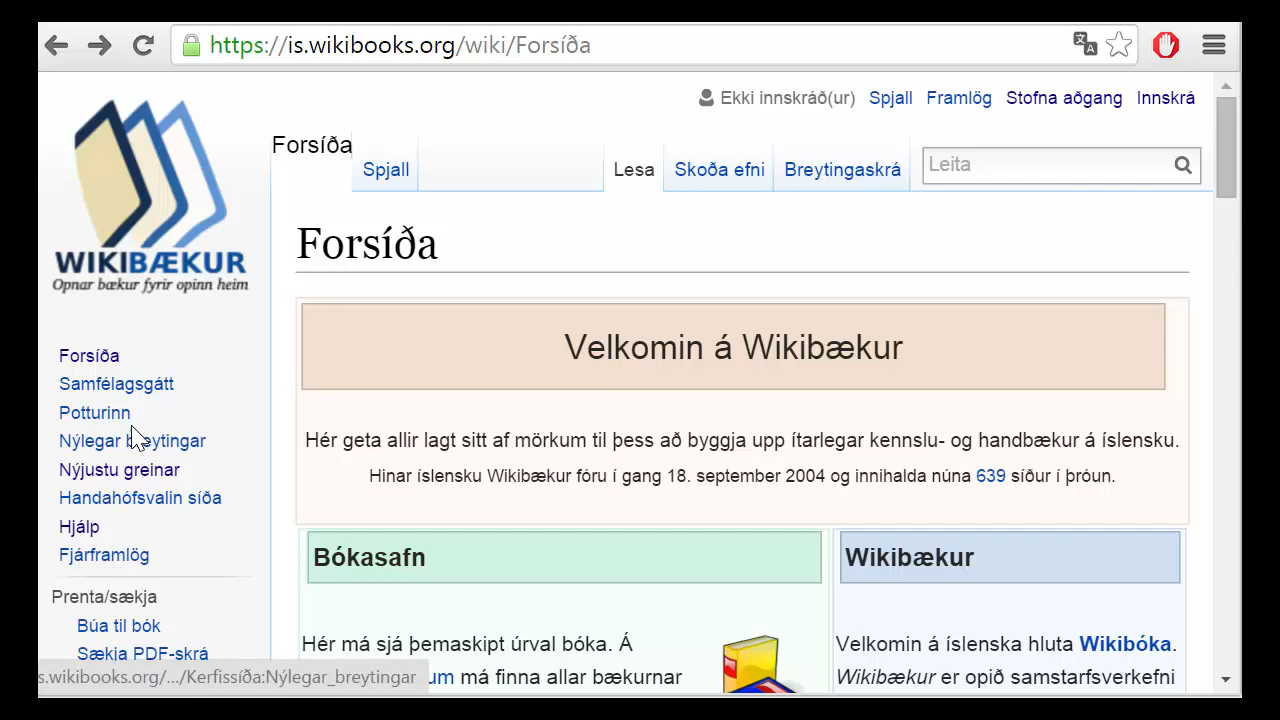 https://is.wikibooks.org/wiki/Forsíða
Ekki innskráð(ur) Spjall Framlög Stofna aðgang Innskrá
Forsíða Spjall Lesa Skoða efni Breytingaskrá Leita
WIKIBÆKUR
Opnar bækur fyrir opinn heim
Forsíða
Velkomin á Wikibækur
Forsíða
Samfélagsgátt
Potturinn
Nýlegar breytingar
Nýjustu greinar
Handahófsvalin síða
Hjálp
Fjárframlög
Prenta/sækja
Búa til bók
Sækja PDF-skrá
Hér geta allir lagt sitt af mörkum til þess að byggja upp ítarlegar kennslu- og handbækur á íslensku.
Hinar íslensku Wikibækur fóru í gang 18. september 2004 og innihalda núna 639 síður í þróun.
Bókasafn
Hér má sjá þemaskipt úrval bóka. Á
um má finna allar bækurnar
Wikibækur
Velkomin á íslenska hluta Wikibóka.
Wikibækur er opið samstarfsverkefni
s.wikibooks.org/.../Kerfissíða:Nýlegar_breytingar